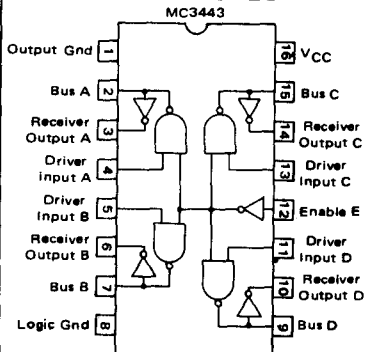 MC3443
Output Gnd 1
Bus A 2
Receiver
Output A 3
Driver
input A 4
Driver
Input B 5
Receiver
Output B 6
Bus B 7
Logic Gnd 8
16 VCC
15 Bus C
14 Receiver
Output C
13 Driver
Input C
12 Enable E
11 Driver
Input D
10 Receiver
Output D
9 Bus D